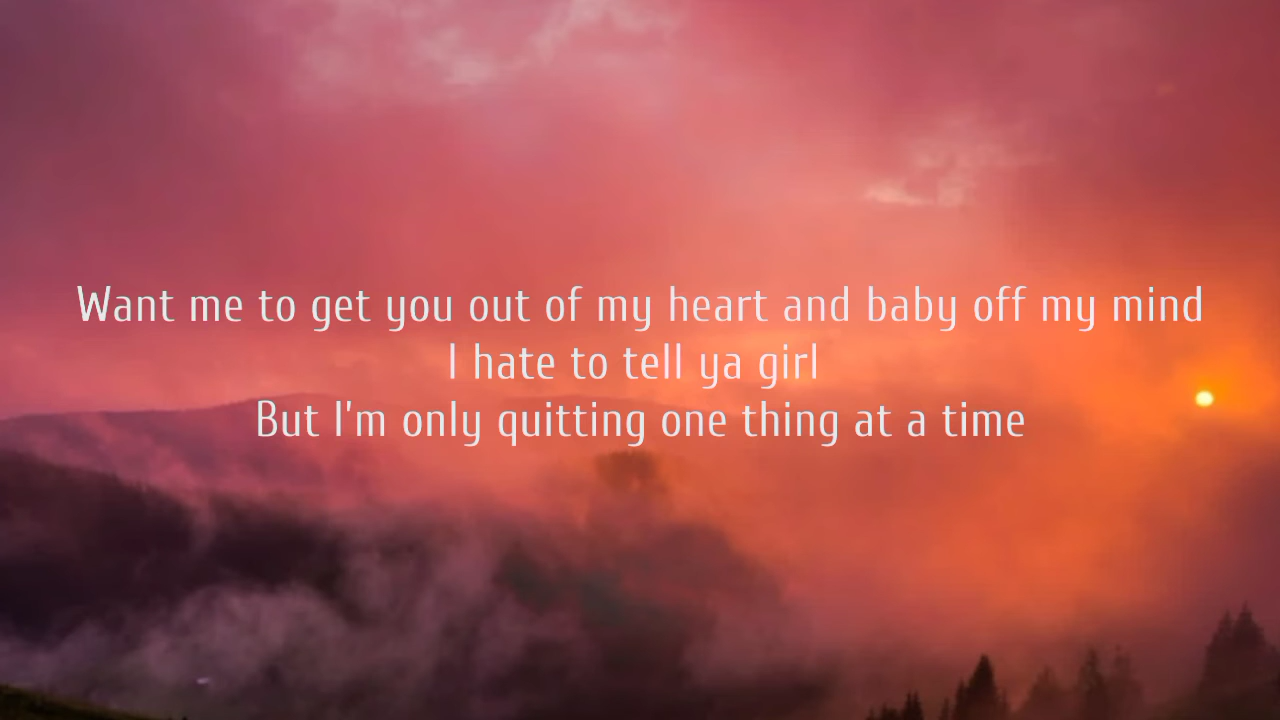 Want me to get you out of my heart and baby off my mind
I hate to tell ya girl
But I'm only quitting one thing at a time